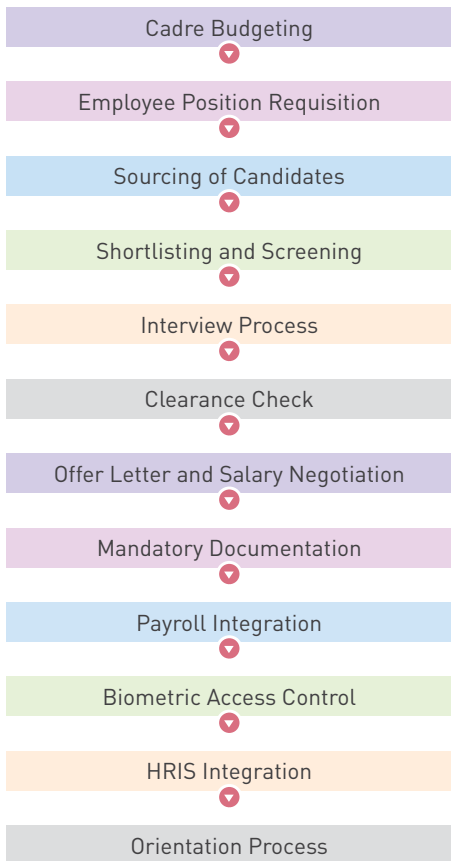 Cadre Budgeting
Employee Position Requisition
Sourcing of Candidates
Shortlisting and Screening
Interview Process
Clearance Check
Offer Letter and Salary Negotiation
Mandatory Documentation
Payroll Integration
Biometric Access Control
HRIS Integration
Orientation Process